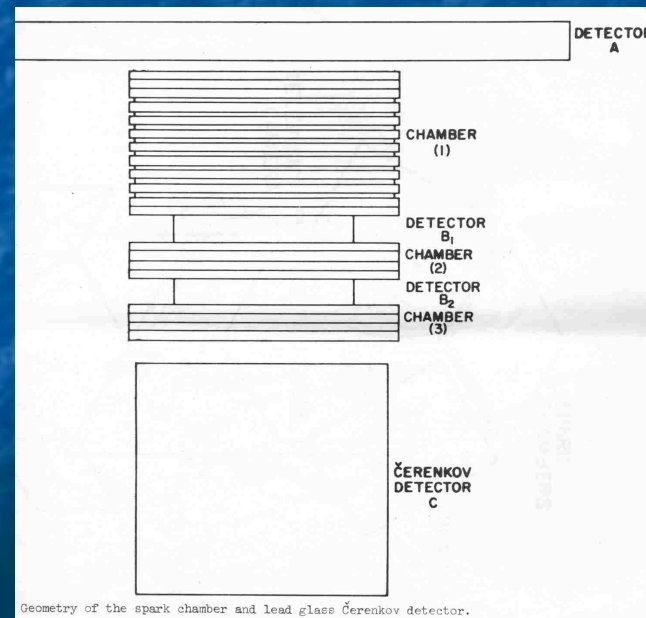 DETECTOR
A
CHAMBER
(1)
DETECTOR
B₁
CHAMBER
(2)
DETECTOR
B₂
CHAMBER
(3)
ČERENKOV
DETECTOR
C
Geometry of the spark chamber and lead glass Čerenkov detector.